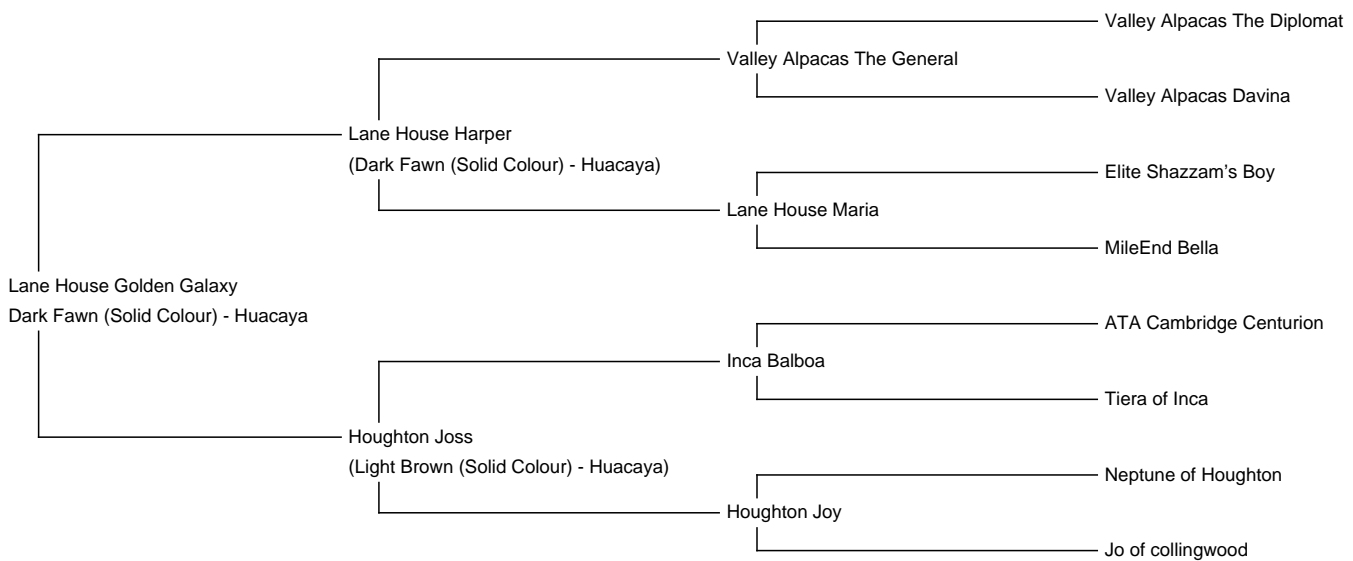 Valley Alpacas The Diplomat
Valley Alpacas The General
Valley Alpacas Davina
Lane House Harper
(Dark Fawn (Solid Colour) - Huacaya)
Elite Shazzam’s Boy
Lane House Maria
MileEnd Bella
Lane House Golden Galaxy
Dark Fawn (Solid Colour) - Huacaya
ATA Cambridge Centurion
Inca Balboa
Tiera of Inca
Houghton Joss
(Light Brown (Solid Colour) - Huacaya)
Neptune of Houghton
Houghton Joy
Jo of collingwood